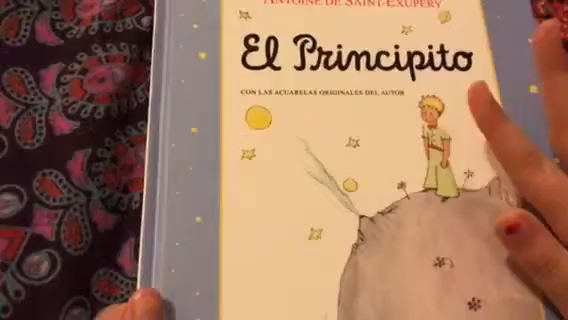 ANTOINE DE SAINT-EXUPÉRY
El Principito
CON LAS ACUARELAS ORIGINALES DEL AUTOR